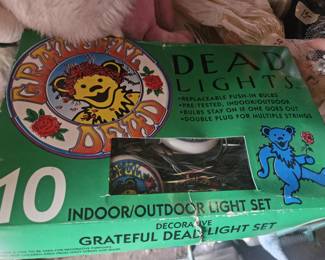 GRATEFUL
DEAD
DEAD
LIGHTS
•REPLACEABLE PUSH-IN BULBS
•PRE-TESTED, INDOOR/OUTDOOR
•BULBS STAY ON IF ONE GOES OUT
•DOUBLE PLUG FOR MULTIPLE STRINGS
10
INDOOR/OUTDOOR LIGHT SET
DECORATIVE
GRATEFUL DEAD LIGHT SET